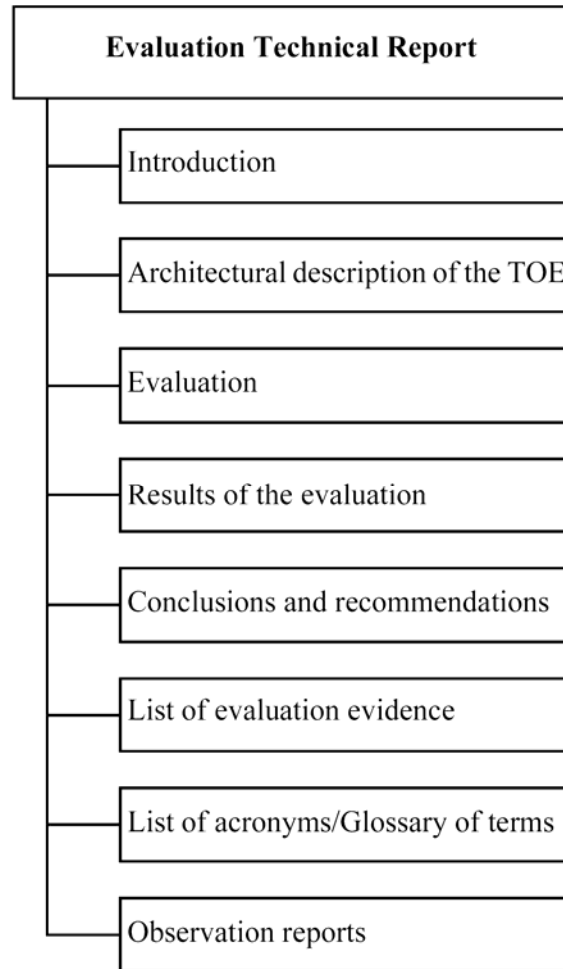 Evaluation Technical Report
Introduction
Architectural description of the TOE
Evaluation
Results of the evaluation
Conclusions and recommendations
List of evaluation evidence
List of acronyms/Glossary of terms
Observation reports